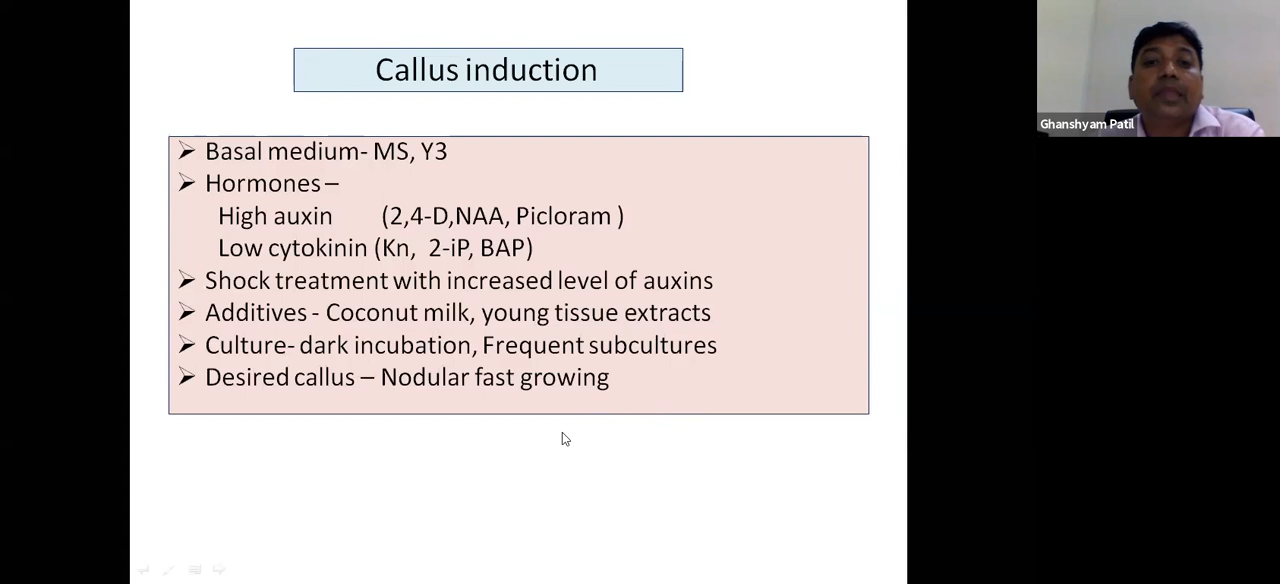 Callus induction
➢ Basal medium- MS, Y3
➢ Hormones –
High auxin (2,4-D,NAA, Picloram )
Low cytokinin (Kn, 2-iP, BAP)
➢ Shock treatment with increased level of auxins
➢ Additives - Coconut milk, young tissue extracts
➢ Culture- dark incubation, Frequent subcultures
➢ Desired callus – Nodular fast growing
Ghanshyam Patil